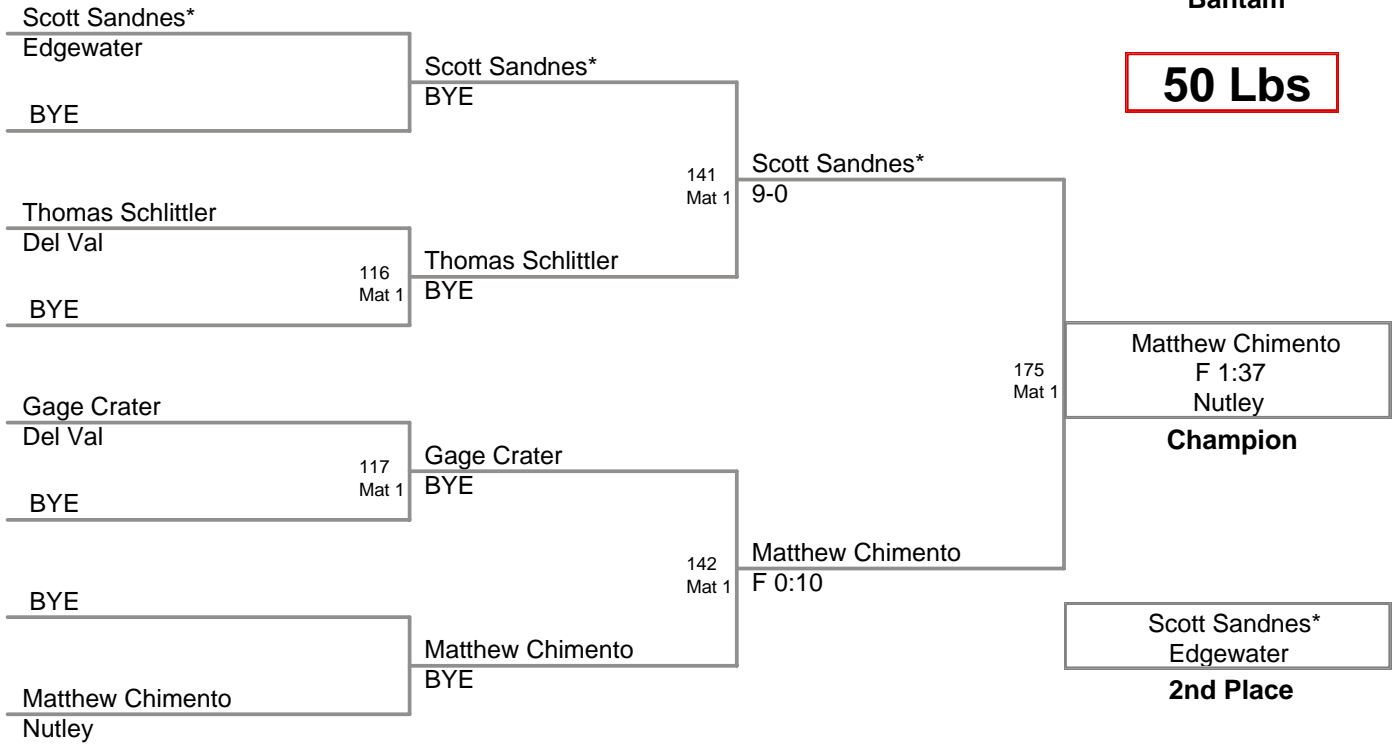 Bantam
50 Lbs
Scott Sandnes*
Edgewater
BYE
Thomas Schlittler
Del Val
BYE
116
Mat 1
Gage Crater
Del Val
BYE
117
Mat 1
BYE
Matthew Chimento
Nutley
Scott Sandnes*
BYE
Thomas Schlittler
BYE
141
Mat 1
Gage Crater
BYE
Matthew Chimento
BYE
142
Mat 1
Scott Sandnes*
9-0
Matthew Chimento
F 0:10
175
Mat 1
Matthew Chimento
F 1:37
Nutley
Champion
Scott Sandnes*
Edgewater
2nd Place